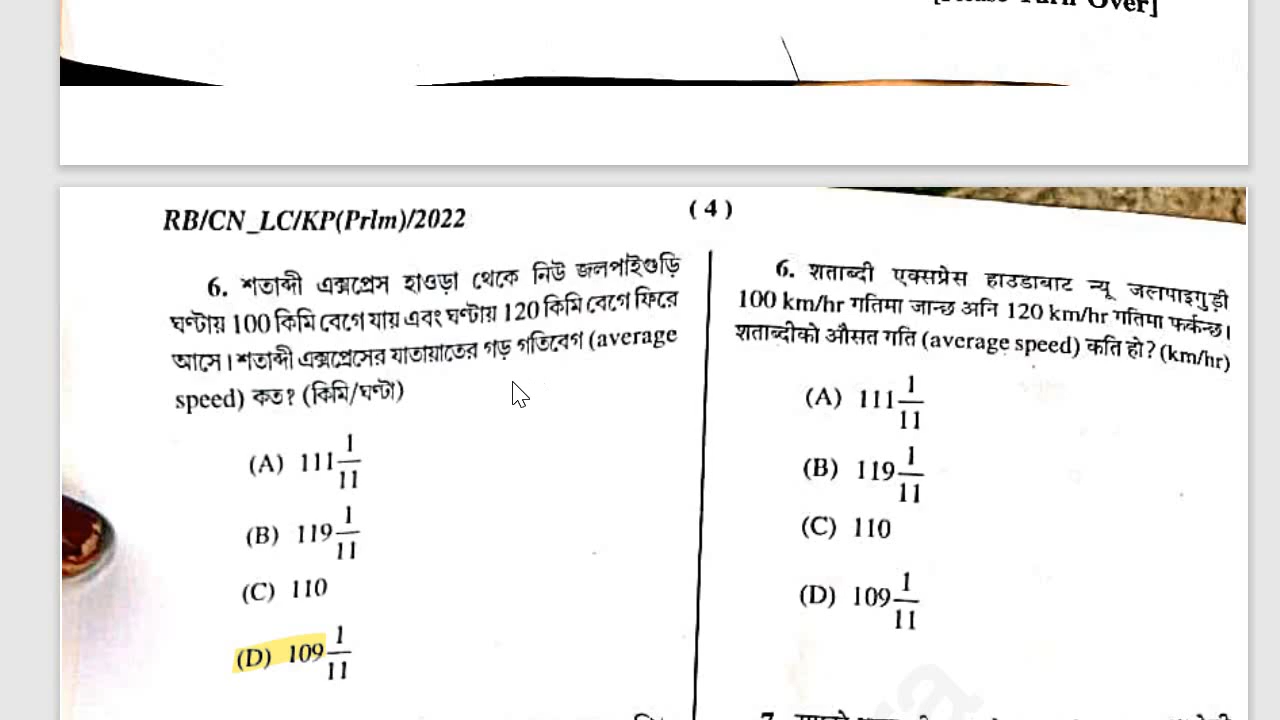 Over]
RB/CN_LC/KP(Prlm)/2022
( 4 )
6. শতাব্দী এক্সপ্রেস হাওড়া থেকে নিউ জলপাইগুড়ি
ঘণ্টায় 100 কিমি বেগে যায় এবং ঘণ্টায় 120 কিমি বেগে ফিরে
আসে। শতাব্দী এক্সপ্রেসের যাতায়াতের গড় গতিবেগ (average
speed) কত? (কিমি/ঘণ্টা)
(A) 111 1/11
(B) 119 1/11
(C) 110
(D) 109 1/11
6. शताब्दी एक्सप्रेस हाउडाबाट न्यू जलपाइगुड़ी
100 km/hr गतिमा जान्छ अनि 120 km/hr गतिमा फर्कन्छ।
शताब्दीको औसत गति (average speed) कति हो? (km/hr)
(A) 111 1/11
(B) 119 1/11
(C) 110
(D) 109 1/11